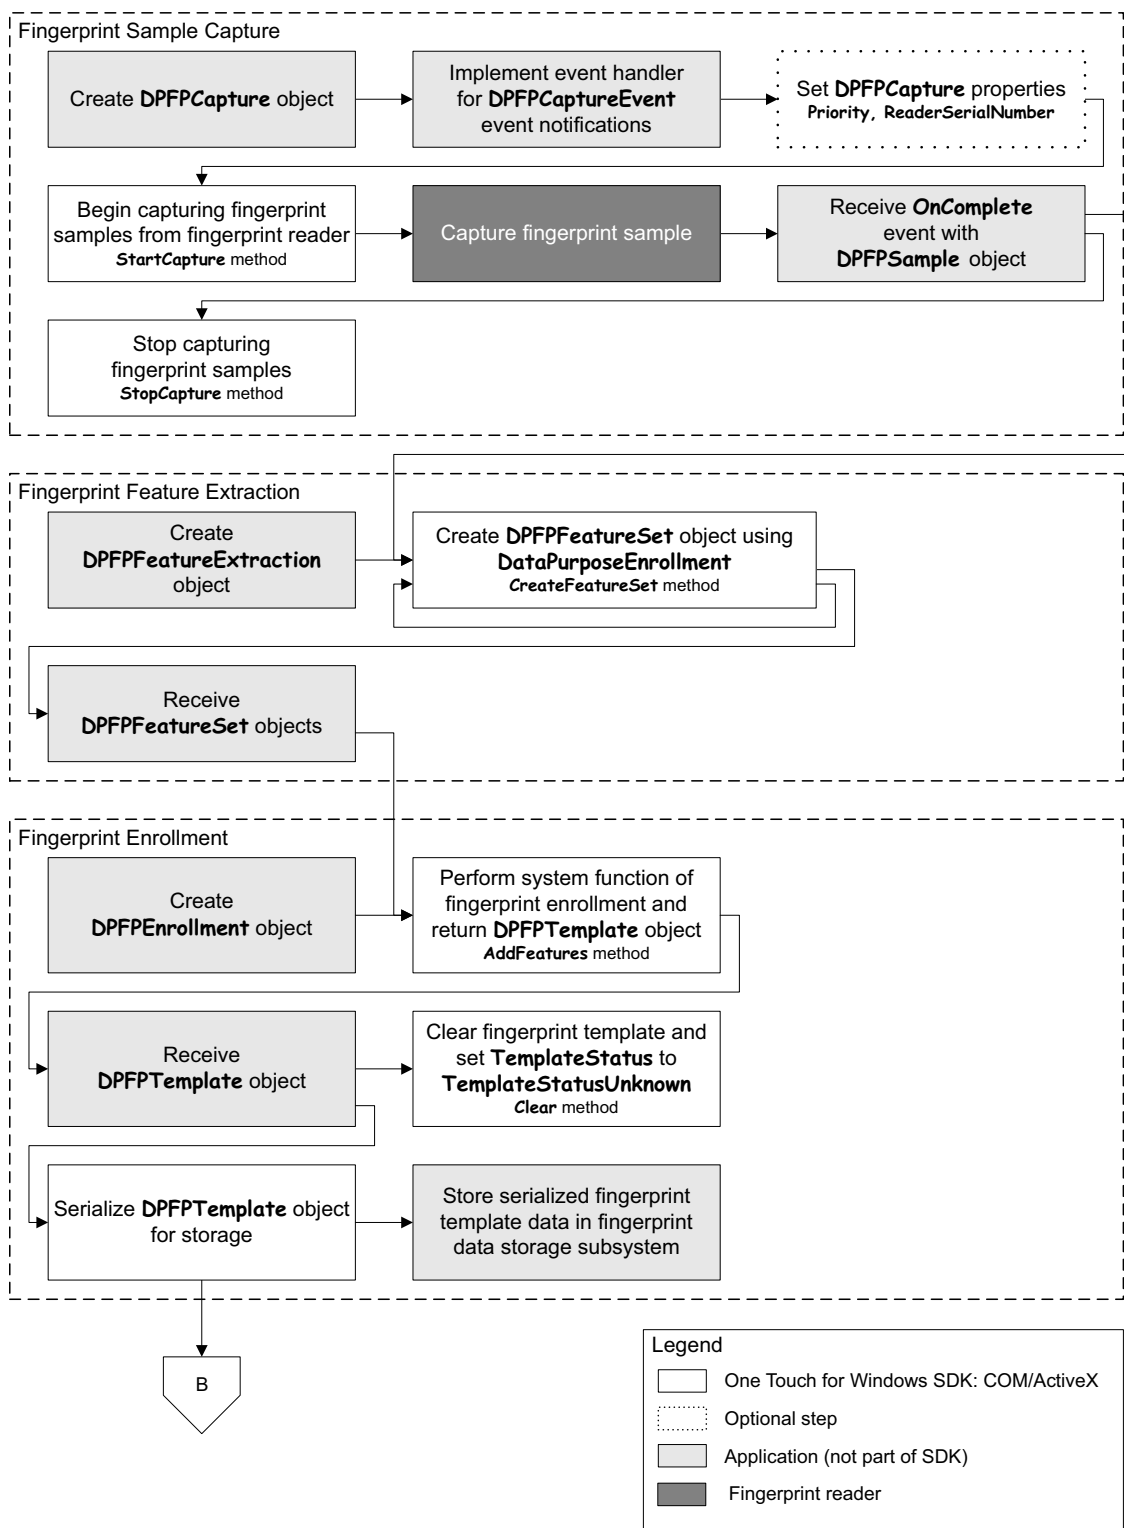 Fingerprint Sample Capture
Create DPFPCapture object
Implement event handler
for DPFPCaptureEvent
event notifications
Set DPFPCapture properties
Priority, ReaderSerialNumber
Begin capturing fingerprint
samples from fingerprint reader
StartCapture method
Capture fingerprint sample
Receive OnComplete
event with
DPFPSample object
Stop capturing
fingerprint samples
StopCapture method
Fingerprint Feature Extraction
Create
DPFPFeatureExtraction
object
Create DPFPFeatureSet object using
DataPurposeEnrollment
CreateFeatureSet method
Receive
DPFPFeatureSet objects
Fingerprint Enrollment
Create
DPFPEnrollment object
Perform system function of
fingerprint enrollment and
return DPFPTemplate object
AddFeatures method
Receive
DPFPTemplate object
Clear fingerprint template and
set TemplateStatus to
TemplateStatusUnknown
Clear method
Serialize DPFPTemplate object
for storage
Store serialized fingerprint
template data in fingerprint
data storage subsystem
B
Legend
One Touch for Windows SDK: COM/ActiveX
Optional step
Application (not part of SDK)
Fingerprint reader